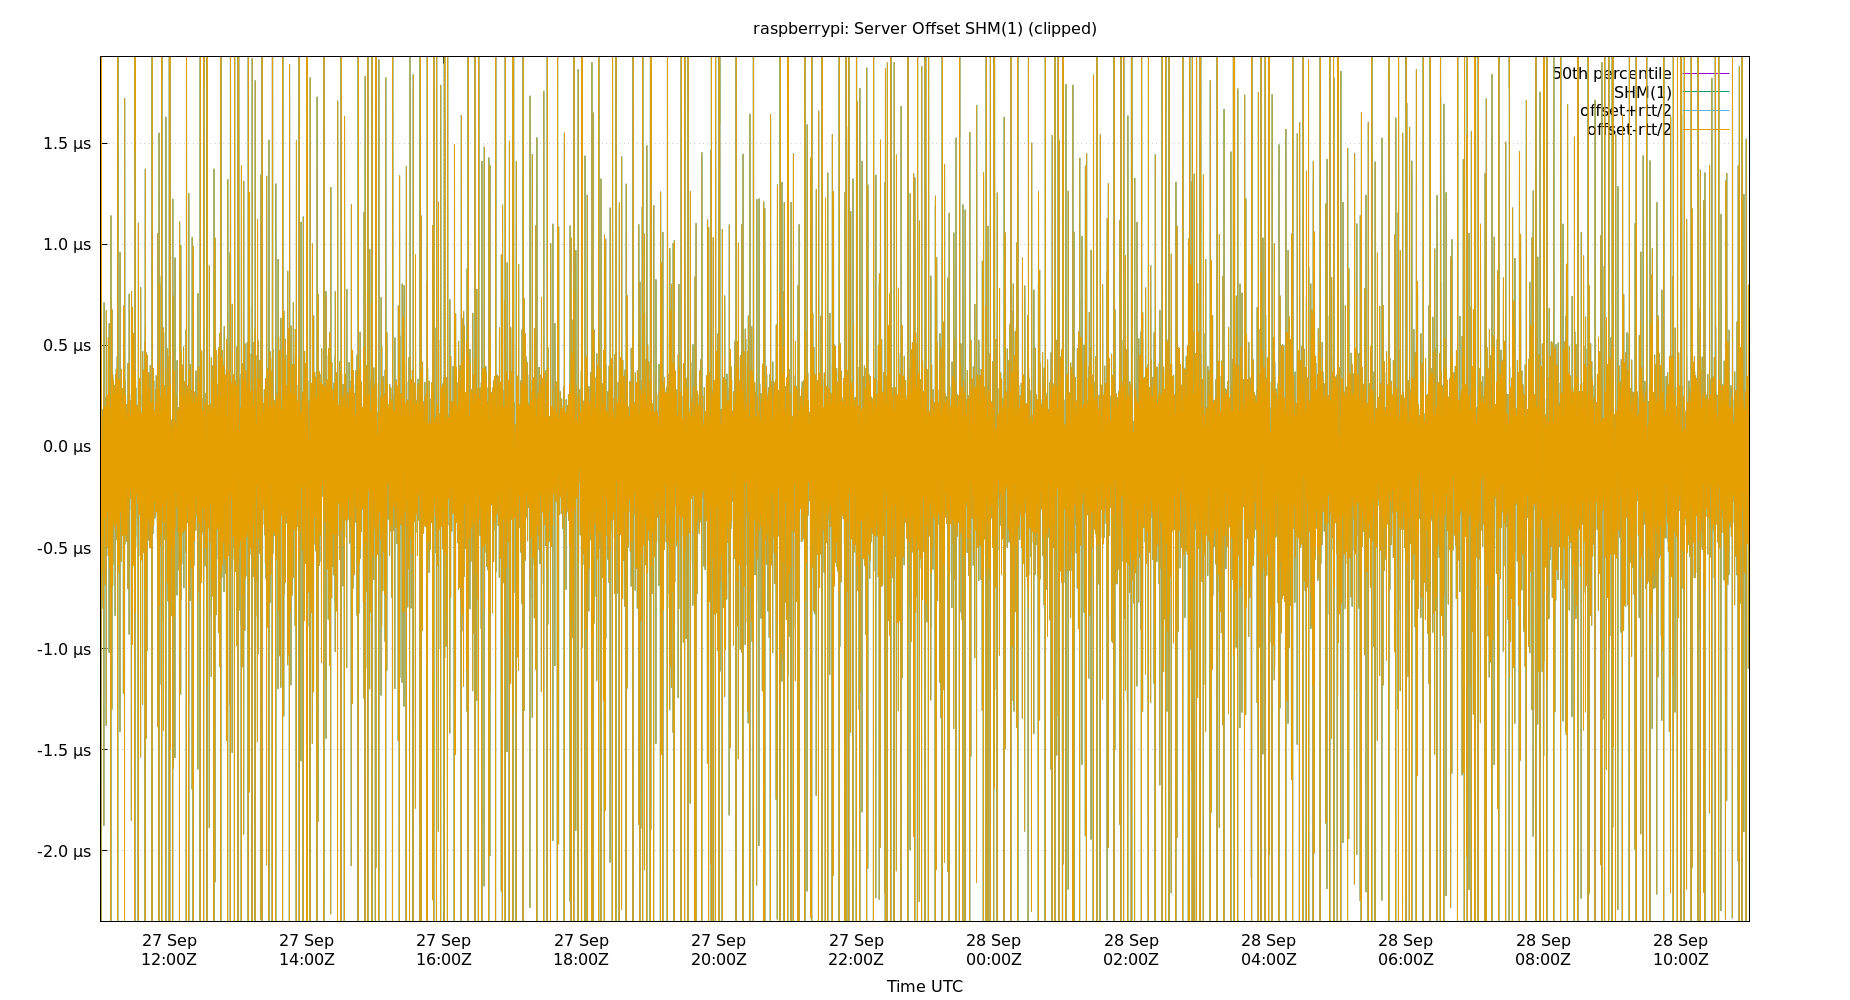 raspberrypi: Server Offset SHM(1) (clipped)
50th percentile
SHM(1)
offset+rtt/2
offset-rtt/2
1.5 µs
1.0 µs
0.5 µs
0.0 µs
-0.5 µs
-1.0 µs
-1.5 µs
-2.0 µs
27 Sep 27 Sep 27 Sep 27 Sep 27 Sep 27 Sep 28 Sep 28 Sep 28 Sep 28 Sep 28 Sep 28 Sep
12:00Z 14:00Z 16:00Z 18:00Z 20:00Z 22:00Z 00:00Z 02:00Z 04:00Z 06:00Z 08:00Z 10:00Z
Time UTC